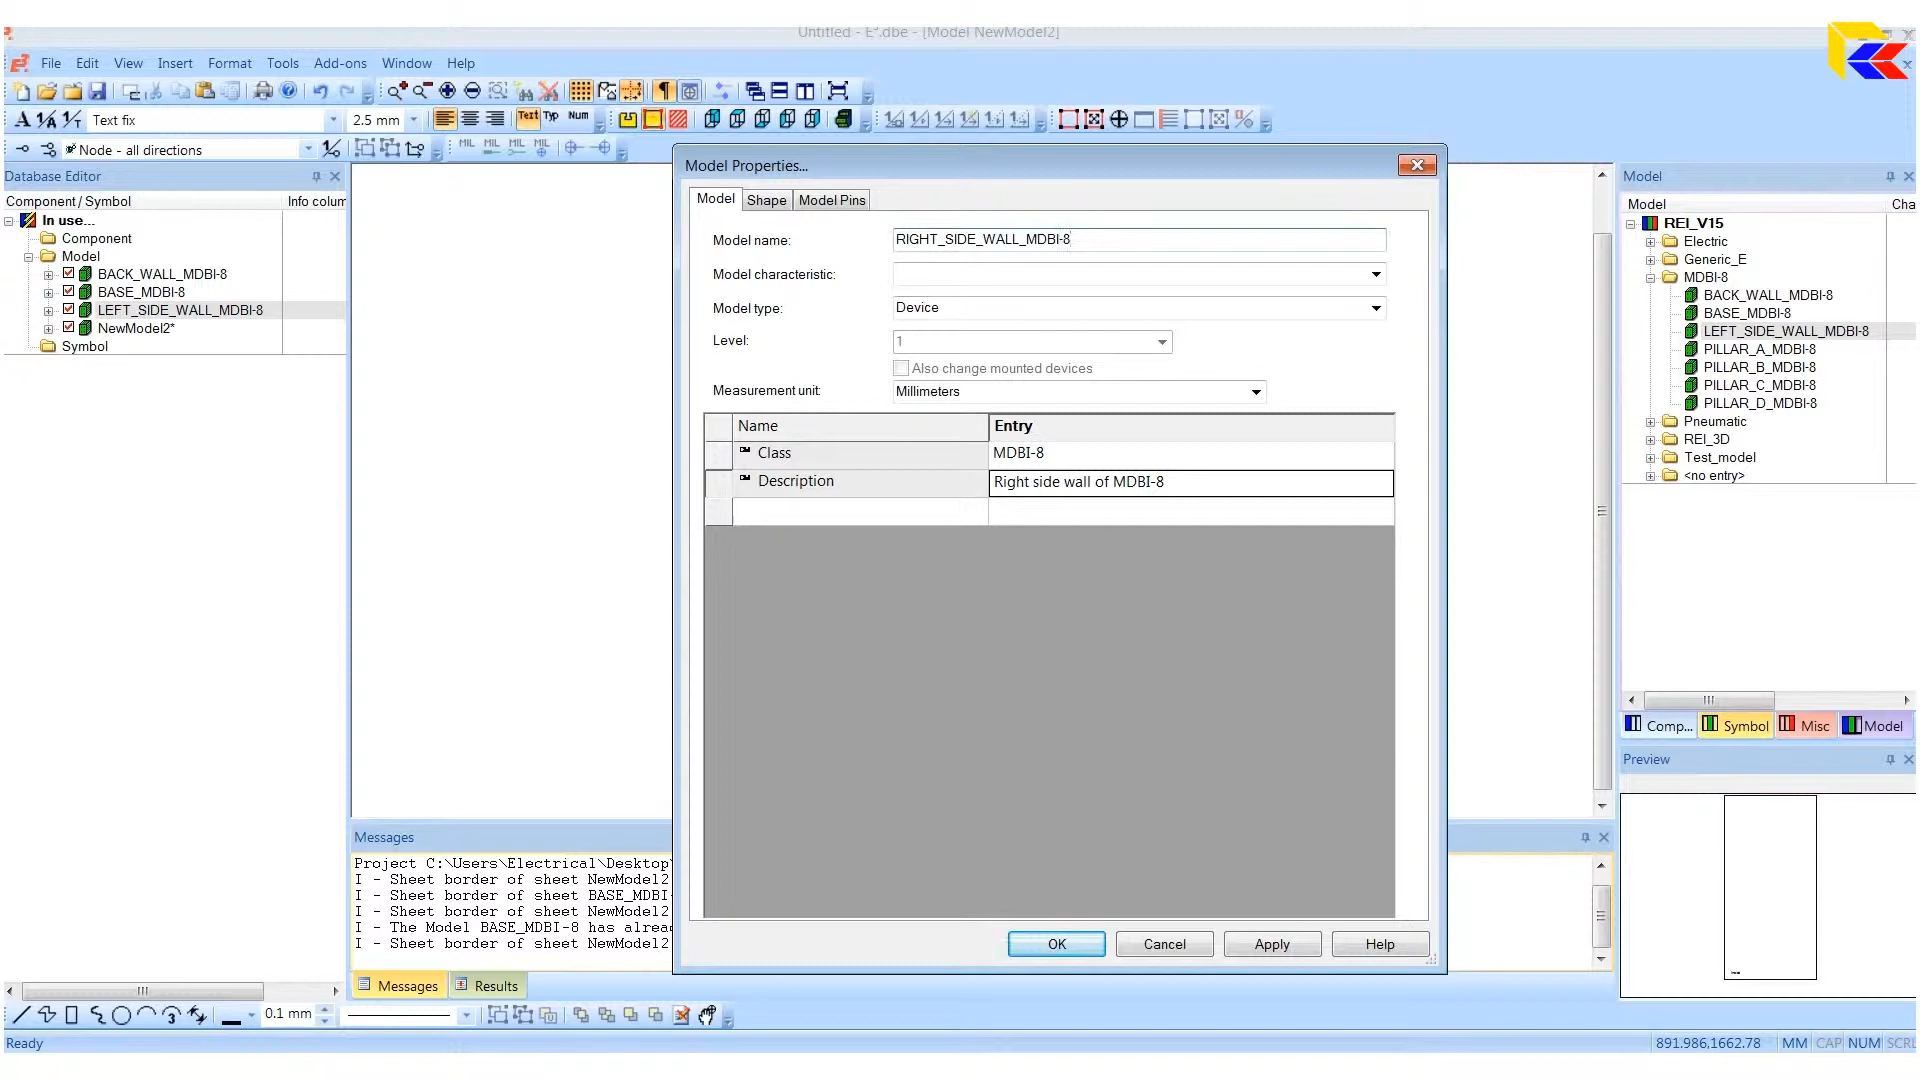 Untitled - E³.dbe - [Model NewModel2]
File Edit View Insert Format Tools Add-ons Window Help
Text fix 2.5 mm Text Typ Num
Node - all directions MIL MIL MIL MIL
Database Editor
Component / Symbol Info colum
In use...
Component
Model
BACK_WALL_MDBI-8
BASE_MDBI-8
LEFT_SIDE_WALL_MDBI-8
NewModel2*
Symbol
Model Properties...
Model Shape Model Pins
Model name: RIGHT_SIDE_WALL_MDBI-8
Model characteristic:
Model type: Device
Level: 1
Also change mounted devices
Measurement unit: Millimeters
Name Entry
Class MDBI-8
Description Right side wall of MDBI-8
OK Cancel Apply Help
Model
Model Cha
REI_V15
Electric
Generic_E
MDBI-8
BACK_WALL_MDBI-8
BASE_MDBI-8
LEFT_SIDE_WALL_MDBI-8
PILLAR_A_MDBI-8
PILLAR_B_MDBI-8
PILLAR_C_MDBI-8
PILLAR_D_MDBI-8
Pneumatic
REI_3D
Test_model
<no entry>
Comp... Symbol Misc Model
Preview
Messages
Project C:\Users\Electrical\Desktop\
I - Sheet border of sheet NewModel2
I - Sheet border of sheet BASE_MDBI-
I - Sheet border of sheet NewModel2
I - The Model BASE_MDBI-8 has alrea
I - Sheet border of sheet NewModel2
Messages Results
0.1 mm
Ready 891.986,1662.78 MM CAP NUM SCRL